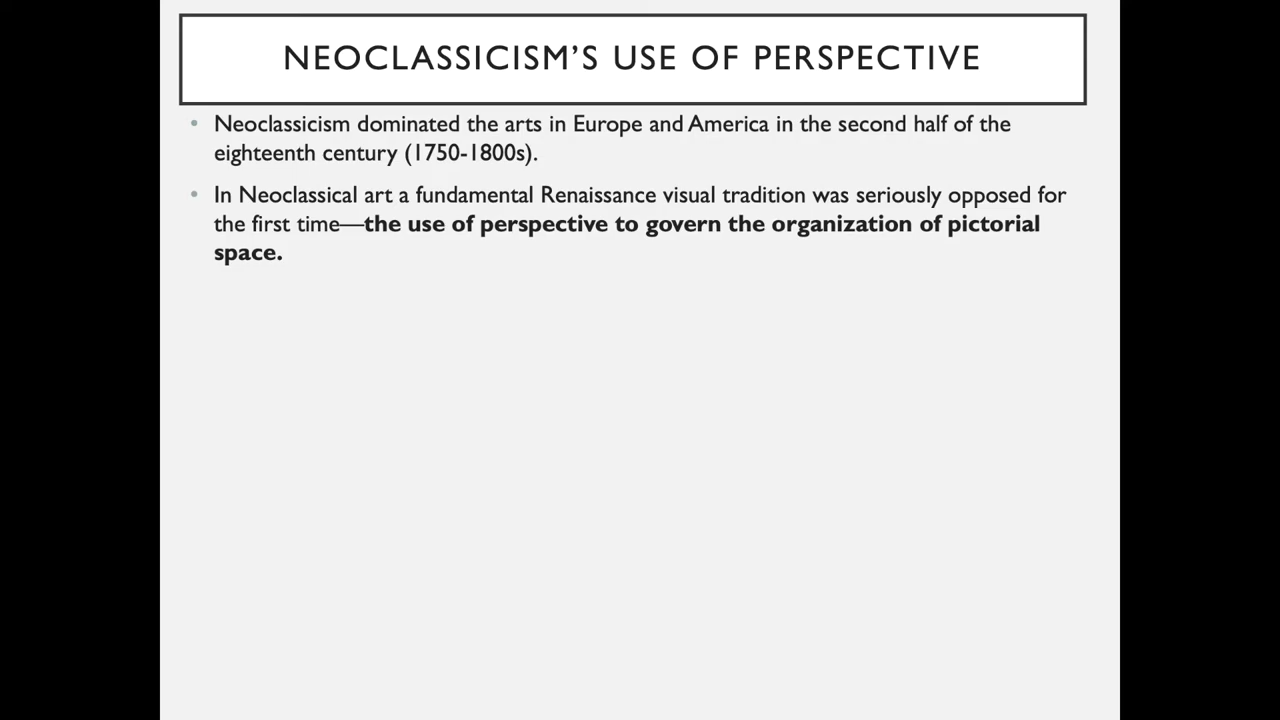 NEOCLASSICISM’S USE OF PERSPECTIVE
• Neoclassicism dominated the arts in Europe and America in the second half of the
eighteenth century (1750-1800s).
• In Neoclassical art a fundamental Renaissance visual tradition was seriously opposed for
the first time—the use of perspective to govern the organization of pictorial
space.